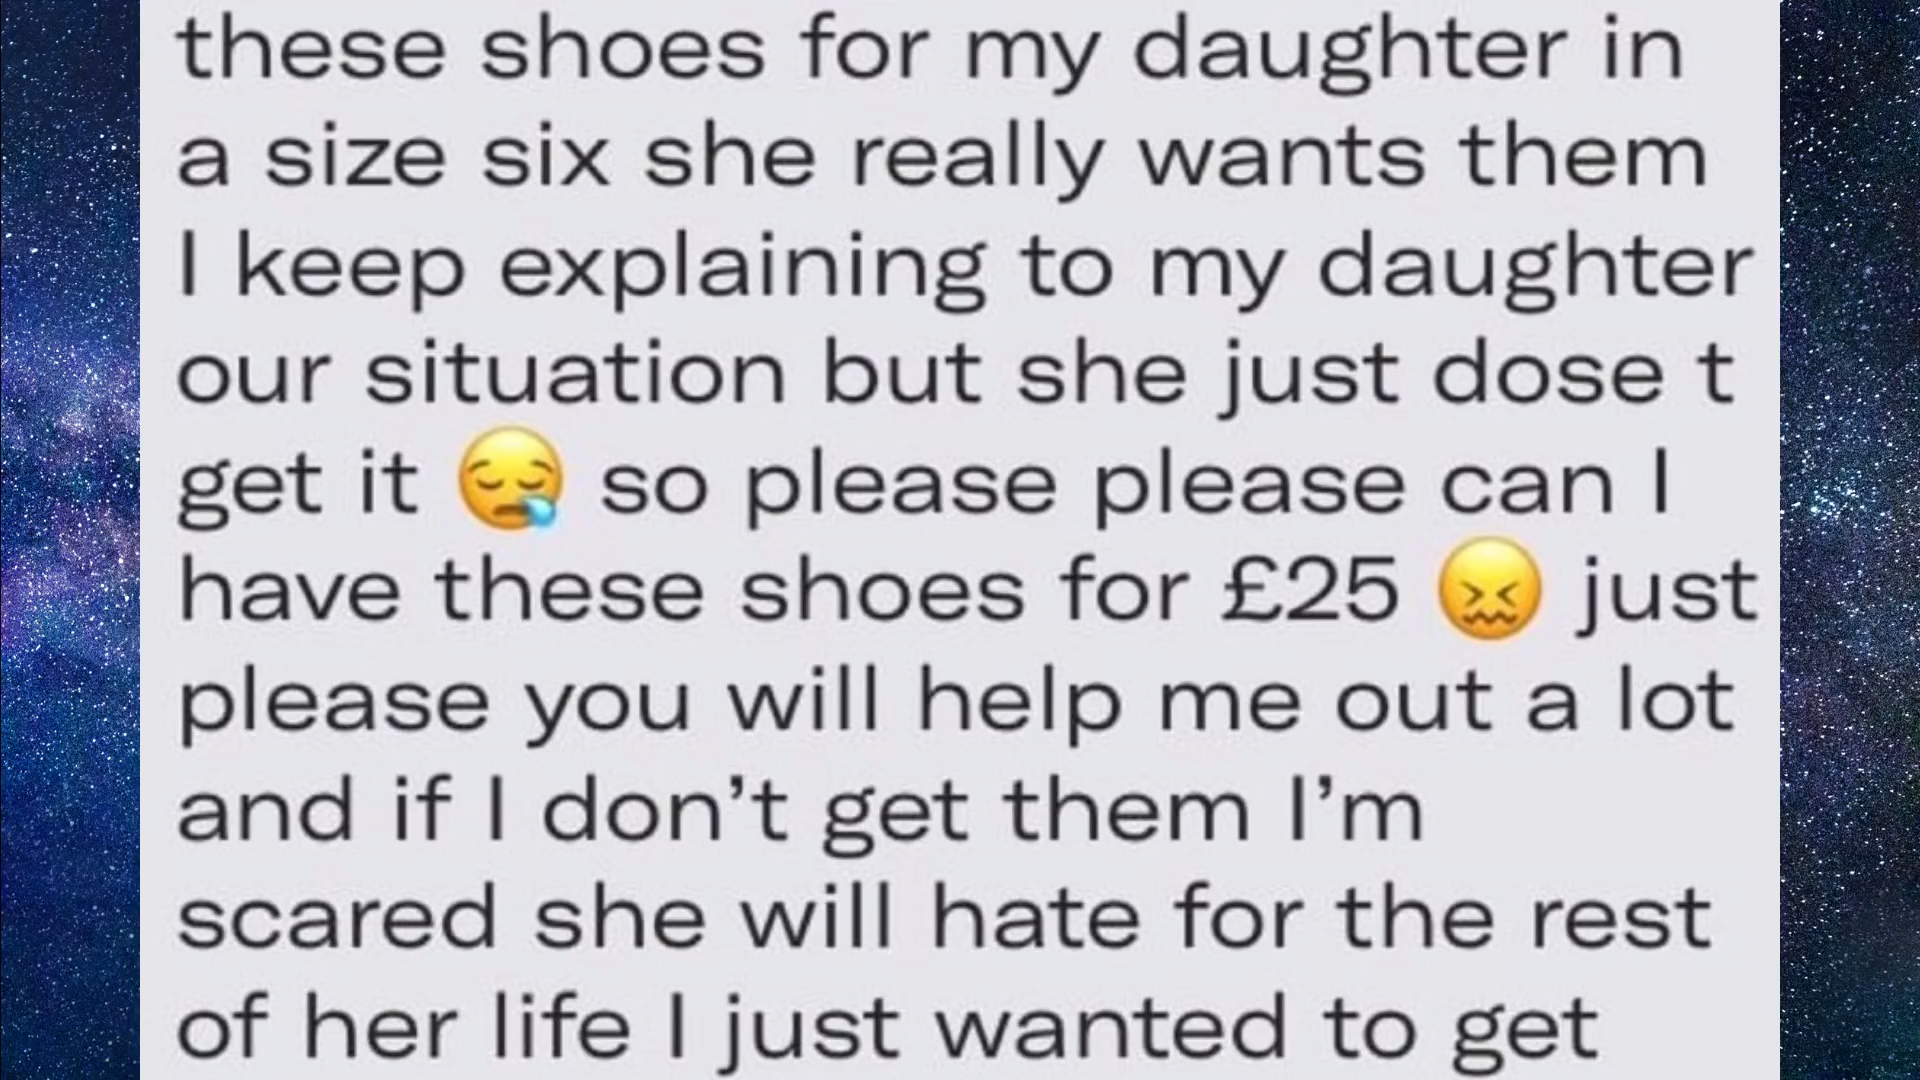 these shoes for my daughter in
a size six she really wants them
I keep explaining to my daughter
our situation but she just dose t
get it 😪 so please please can I
have these shoes for £25 😖 just
please you will help me out a lot
and if I don’t get them I’m
scared she will hate for the rest
of her life I just wanted to get